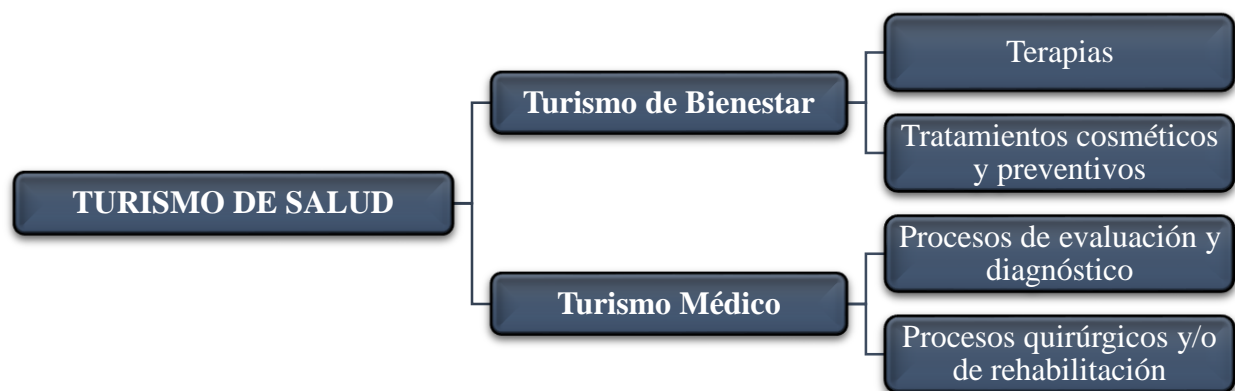 TURISMO DE SALUD
Turismo de Bienestar
Terapias
Tratamientos cosméticos
y preventivos
Turismo Médico
Procesos de evaluación y
diagnóstico
Procesos quirúrgicos y/o
de rehabilitación